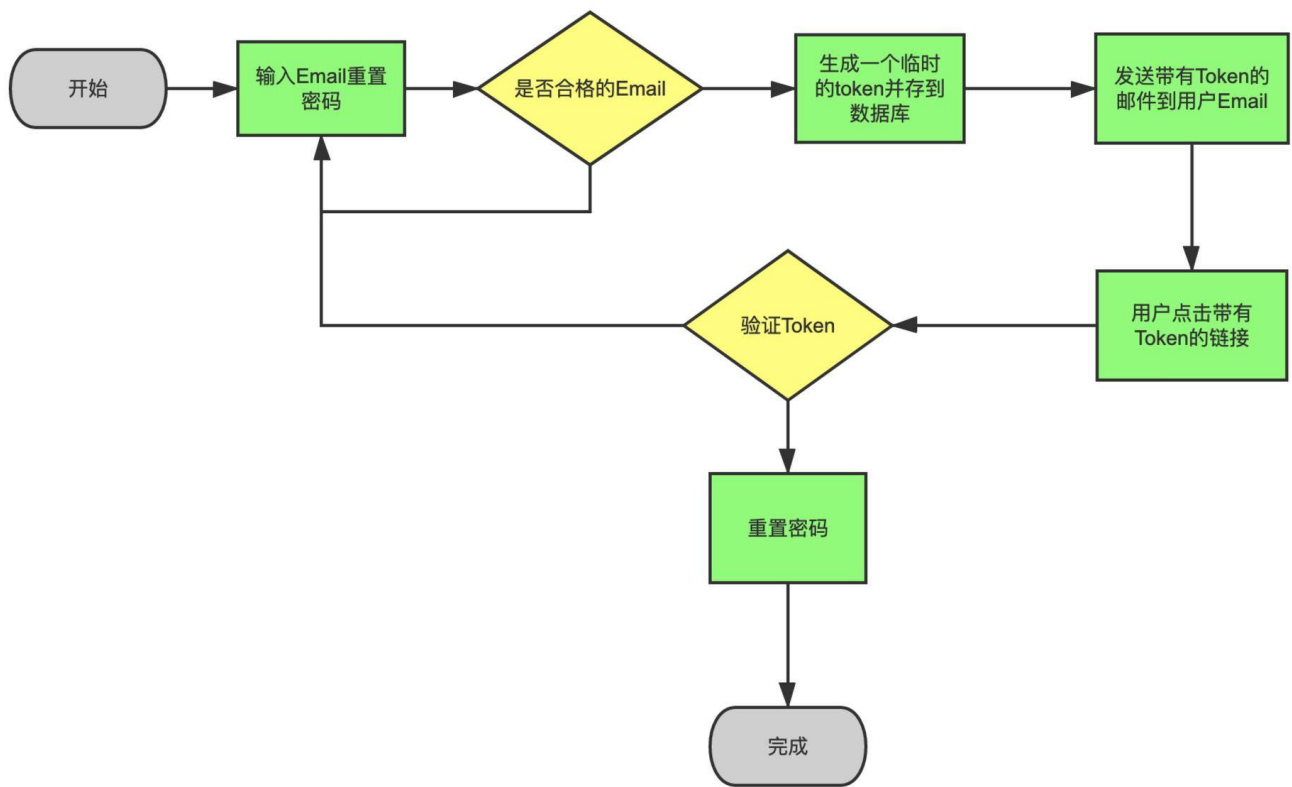 开始
输入Email重置
密码
是否合格的Email
生成一个临时
的token并存到
数据库
发送带有Token的
邮件到用户Email
用户点击带有
Token的链接
验证Token
重置密码
完成